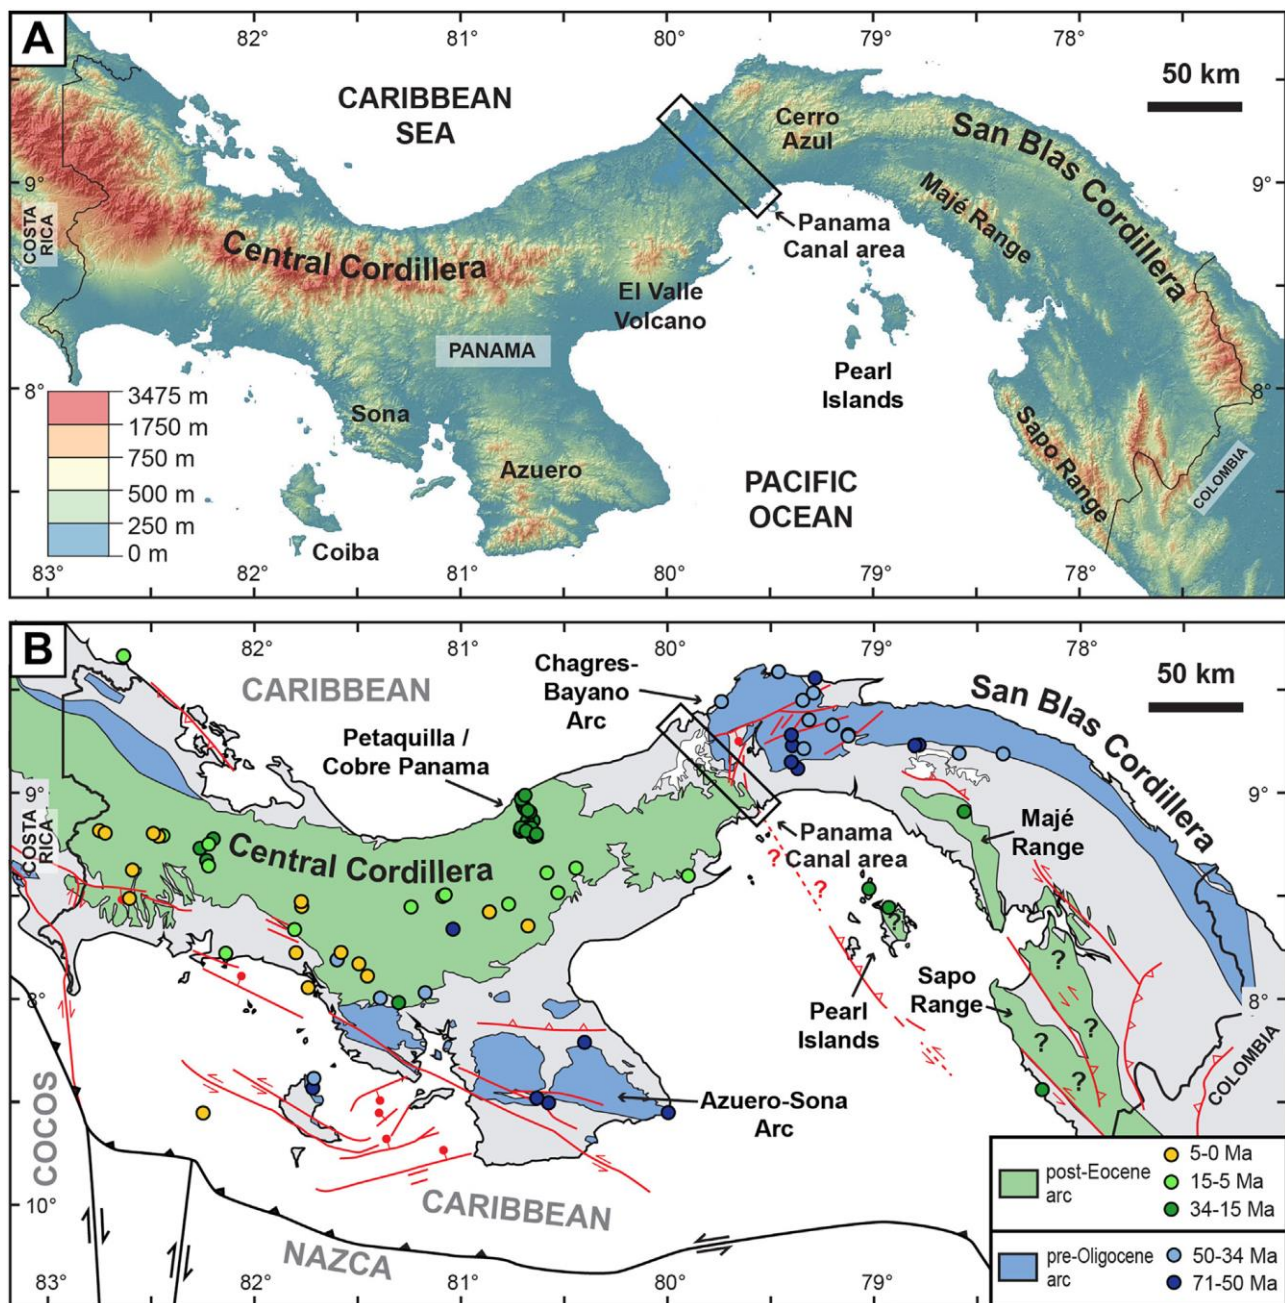 A
82°
81°
80°
79°
78°
50 km
CARIBBEAN
SEA
Cerro
Azul
San Blas Cordillera
9°
9°
COSTA
RICA
Majé Range
Panama
Canal area
Central Cordillera
El Valle
Volcano
PANAMA
Pearl
Islands
8°
8°
3475 m
1750 m
750 m
500 m
250 m
0 m
Sona
Azuero
Sapo Range
COLOMBIA
PACIFIC
OCEAN
Coiba
83°
82°
81°
80°
79°
78°
B
82°
81°
80°
79°
78°
50 km
CARIBBEAN
Chagres-
Bayano
Arc
San Blas Cordillera
Petaquilla /
Cobre Panama
9°
9°
COSTA
RICA
Central Cordillera
Panama
Canal area
Majé
Range
?
?
?
8°
8°
Pearl
Islands
Sapo
Range
?
?
?
?
COLOMBIA
Azuero-Sona
Arc
COCOS
CARIBBEAN
NAZCA
10°
post-Eocene
arc
5-0 Ma
15-5 Ma
34-15 Ma
pre-Oligocene
arc
50-34 Ma
71-50 Ma
83°
82°
81°
80°
79°
78°